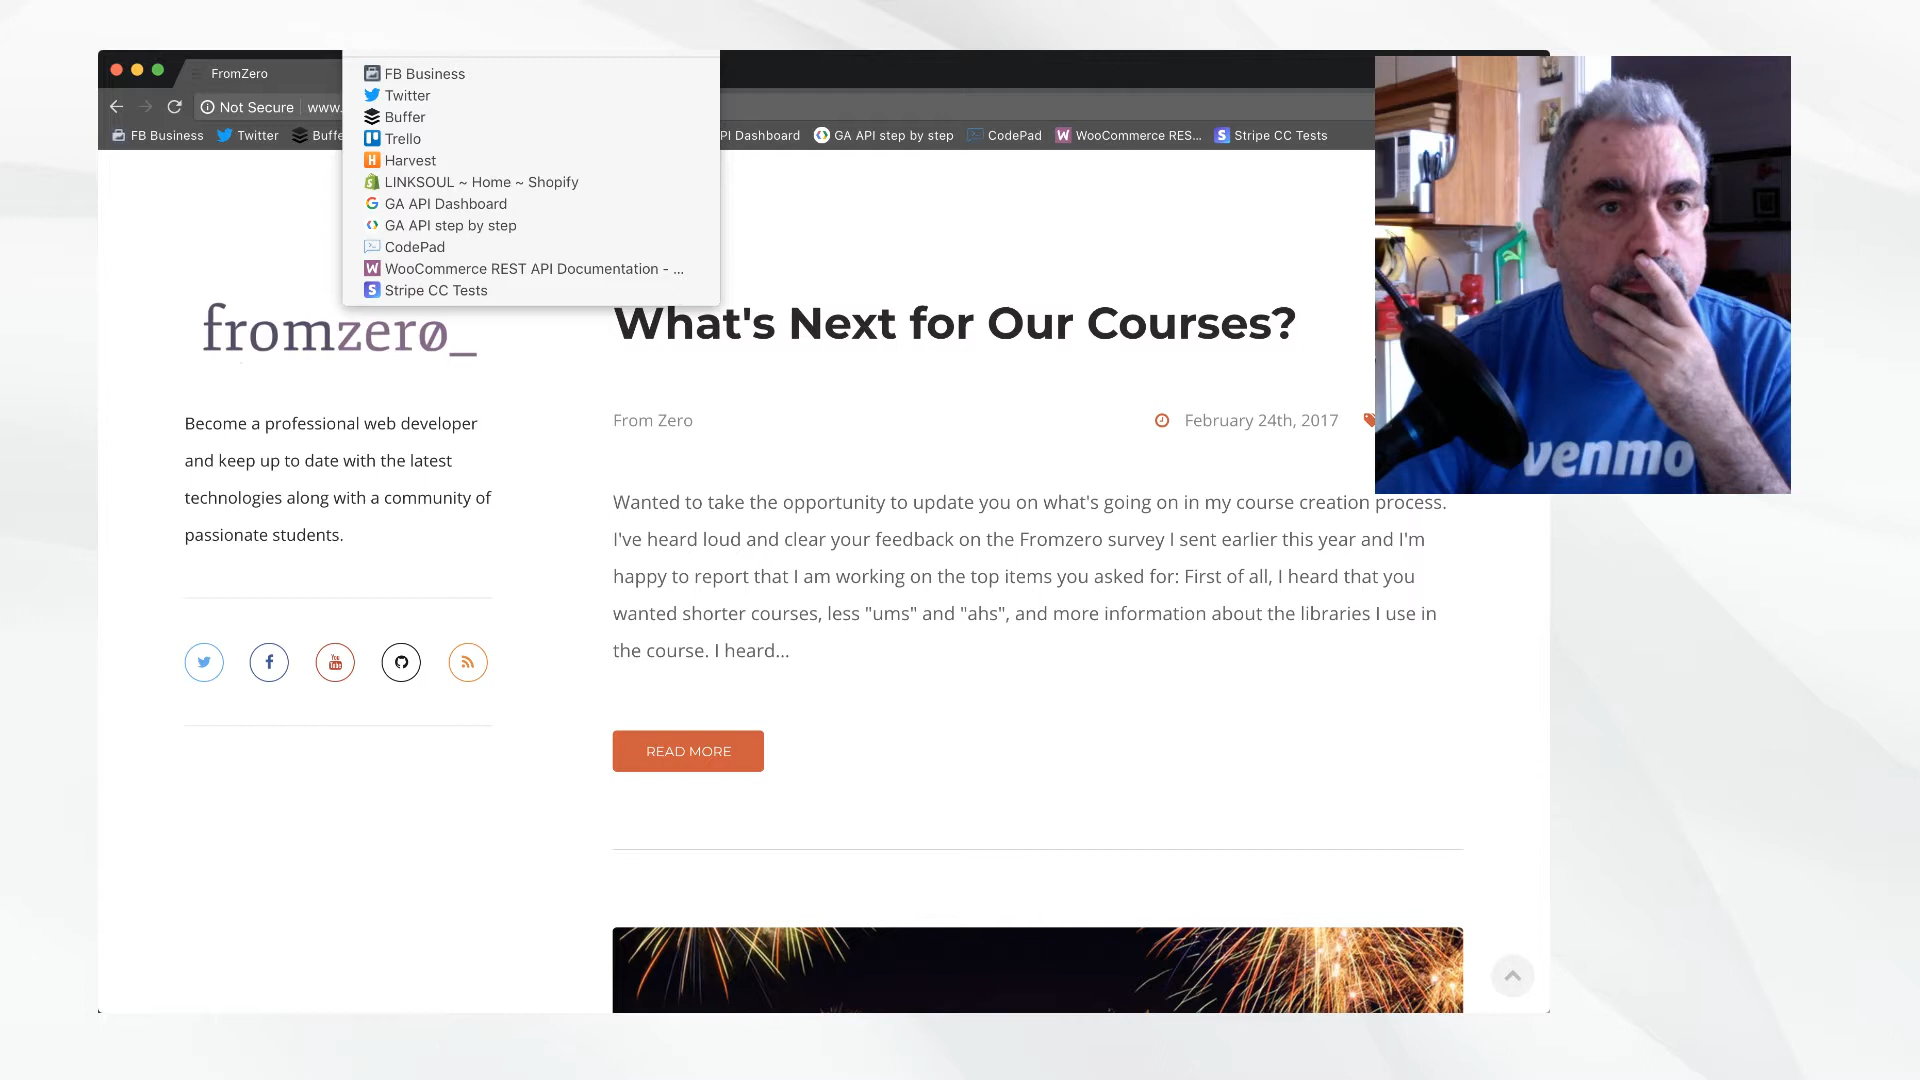 FromZero
FB Business
Twitter
Buffer
Trello
Harvest
LINKSOUL ~ Home ~ Shopify
GA API Dashboard
GA API step by step
CodePad
WooCommerce REST API Documentation - ...
Stripe CC Tests
Not Secure www.
FB Business Twitter Buffe PI Dashboard GA API step by step CodePad WooCommerce RES... Stripe CC Tests
fromzerø_
Become a professional web developer
and keep up to date with the latest
technologies along with a community of
passionate students.
You
Tube
What's Next for Our Courses?
From Zero February 24th, 2017
Wanted to take the opportunity to update you on what's going on in my course creation process.
I've heard loud and clear your feedback on the Fromzero survey I sent earlier this year and I'm
happy to report that I am working on the top items you asked for: First of all, I heard that you
wanted shorter courses, less "ums" and "ahs", and more information about the libraries I use in
the course. I heard...
READ MORE
venmo